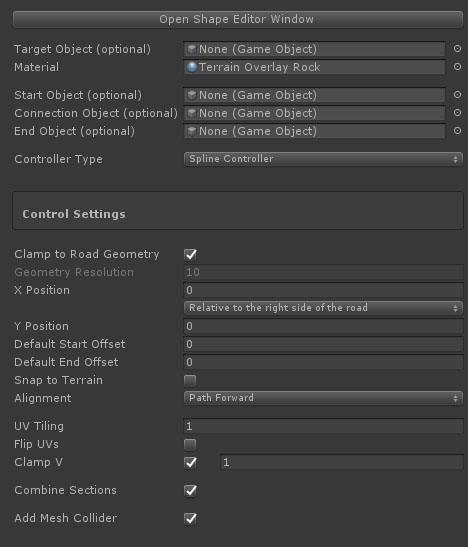 Open Shape Editor Window
Target Object (optional) None (Game Object)
Material Terrain Overlay Rock
Start Object (optional) None (Game Object)
Connection Object (optional) None (Game Object)
End Object (optional) None (Game Object)
Controller Type Spline Controller
Control Settings
Clamp to Road Geometry
Geometry Resolution 10
X Position 0
Relative to the right side of the road
Y Position 0
Default Start Offset 0
Default End Offset 0
Snap to Terrain
Alignment Path Forward
UV Tiling 1
Flip UVs
Clamp V 1
Combine Sections
Add Mesh Collider